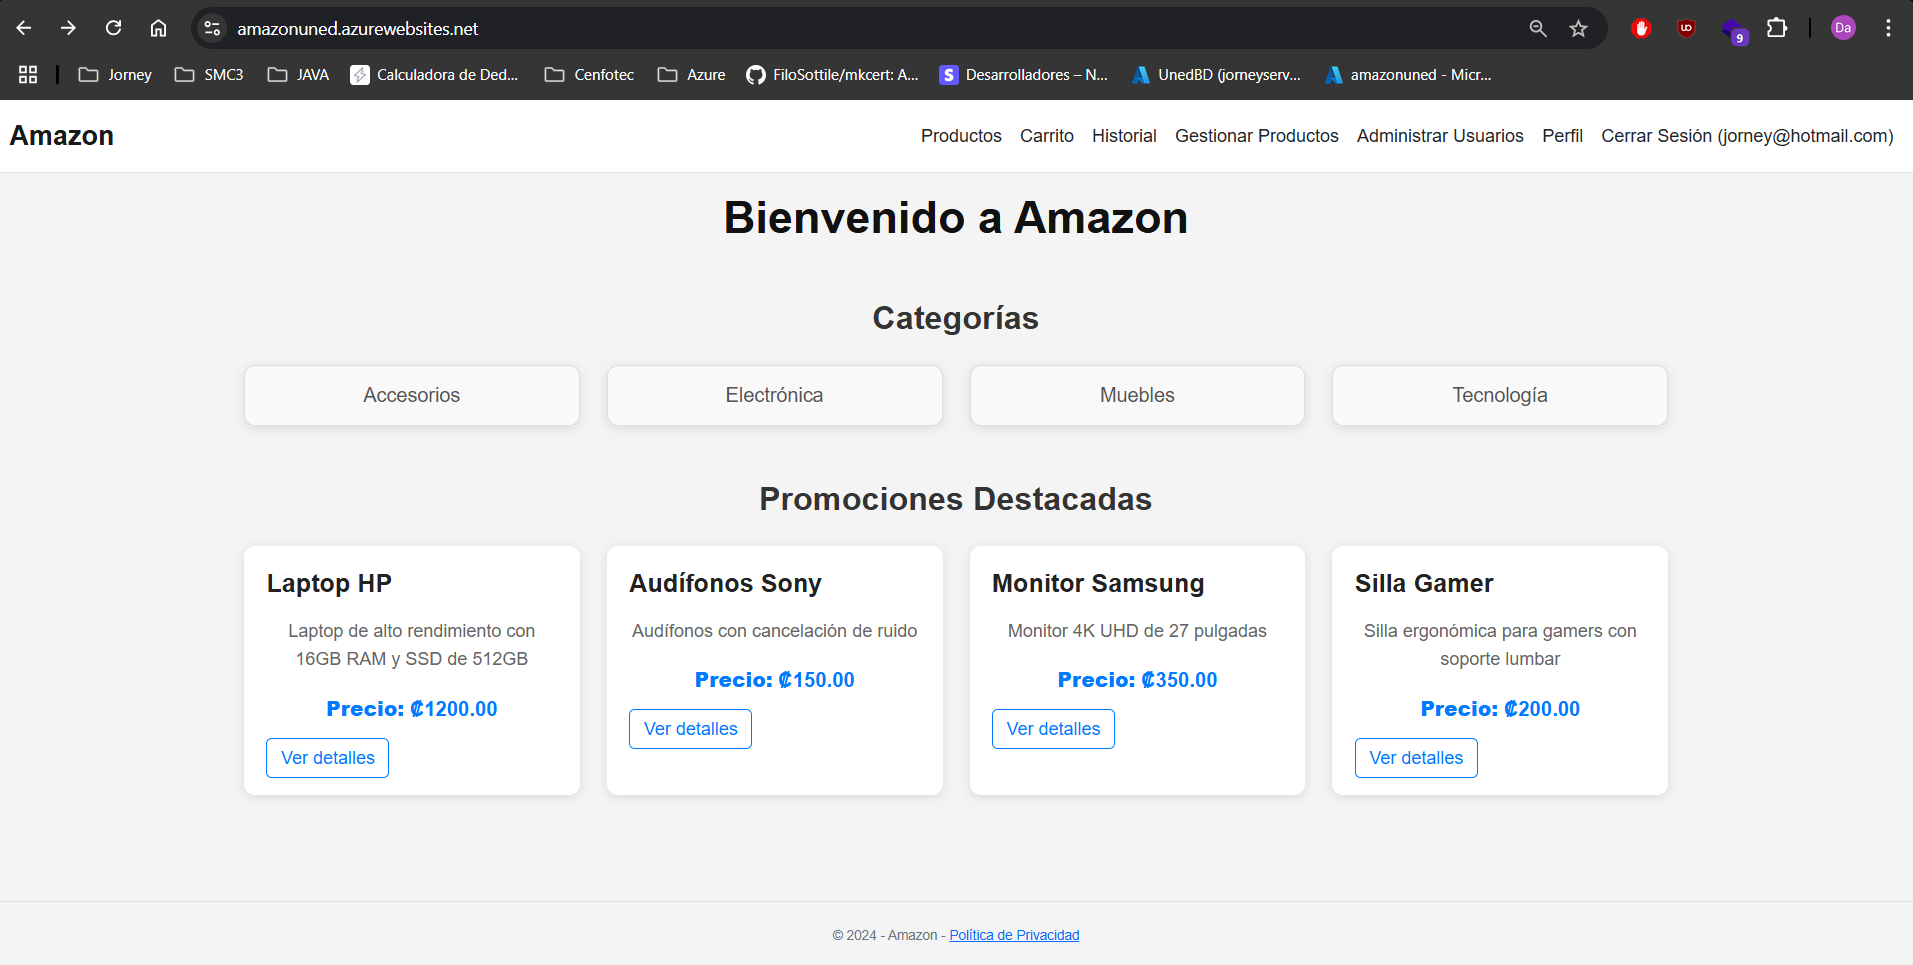 amazonuned.azurewebsites.net
Da
9
Jorney SMC3 JAVA Calculadora de Ded... Cenfotec Azure FiloSottile/mkcert: A... S Desarrolladores – N... UnedBD (jorneyserv... amazonuned - Micr...
Amazon Productos Carrito Historial Gestionar Productos Administrar Usuarios Perfil Cerrar Sesión (jorney@hotmail.com)
Bienvenido a Amazon
Categorías
Accesorios Electrónica Muebles Tecnología
Promociones Destacadas
Laptop HP
Laptop de alto rendimiento con
16GB RAM y SSD de 512GB
Precio: ₡1200.00
Ver detalles
Audífonos Sony
Audífonos con cancelación de ruido
Precio: ₡150.00
Ver detalles
Monitor Samsung
Monitor 4K UHD de 27 pulgadas
Precio: ₡350.00
Ver detalles
Silla Gamer
Silla ergonómica para gamers con
soporte lumbar
Precio: ₡200.00
Ver detalles
© 2024 - Amazon - Política de Privacidad